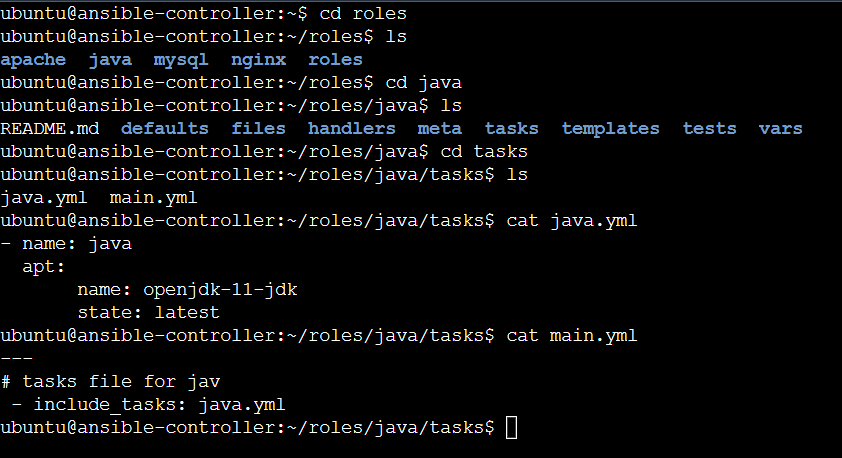 ubuntu@ansible-controller:~$ cd roles
ubuntu@ansible-controller:~/roles$ ls
apache  java  mysql  nginx  roles
ubuntu@ansible-controller:~/roles$ cd java
ubuntu@ansible-controller:~/roles/java$ ls
README.md  defaults  files  handlers  meta  tasks  templates  tests  vars
ubuntu@ansible-controller:~/roles/java$ cd tasks
ubuntu@ansible-controller:~/roles/java/tasks$ ls
java.yml  main.yml
ubuntu@ansible-controller:~/roles/java/tasks$ cat java.yml
- name: java
  apt:
       name: openjdk-11-jdk
       state: latest
ubuntu@ansible-controller:~/roles/java/tasks$ cat main.yml
---
# tasks file for jav
 - include_tasks: java.yml
ubuntu@ansible-controller:~/roles/java/tasks$